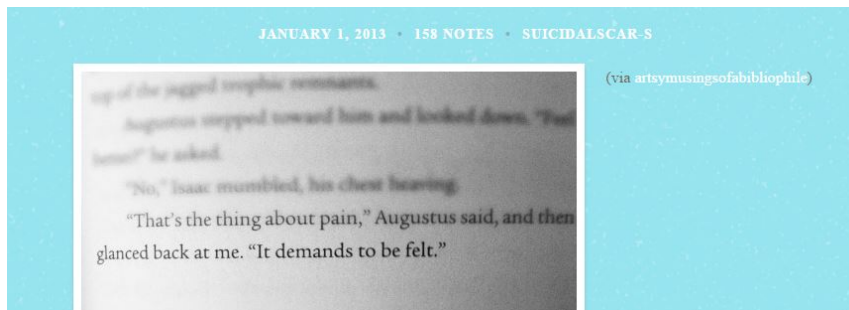 JANUARY 1, 2013 • 158 NOTES • SUICIDALSCAR-S
(via artsymusingsofabibliophile)
top of the jagged trophic remnants.
Augustus stepped toward him and looked down. “Feel
better?” he asked.
“No,” Isaac mumbled, his chest heaving.
“That’s the thing about pain,” Augustus said, and then
glanced back at me. “It demands to be felt.”